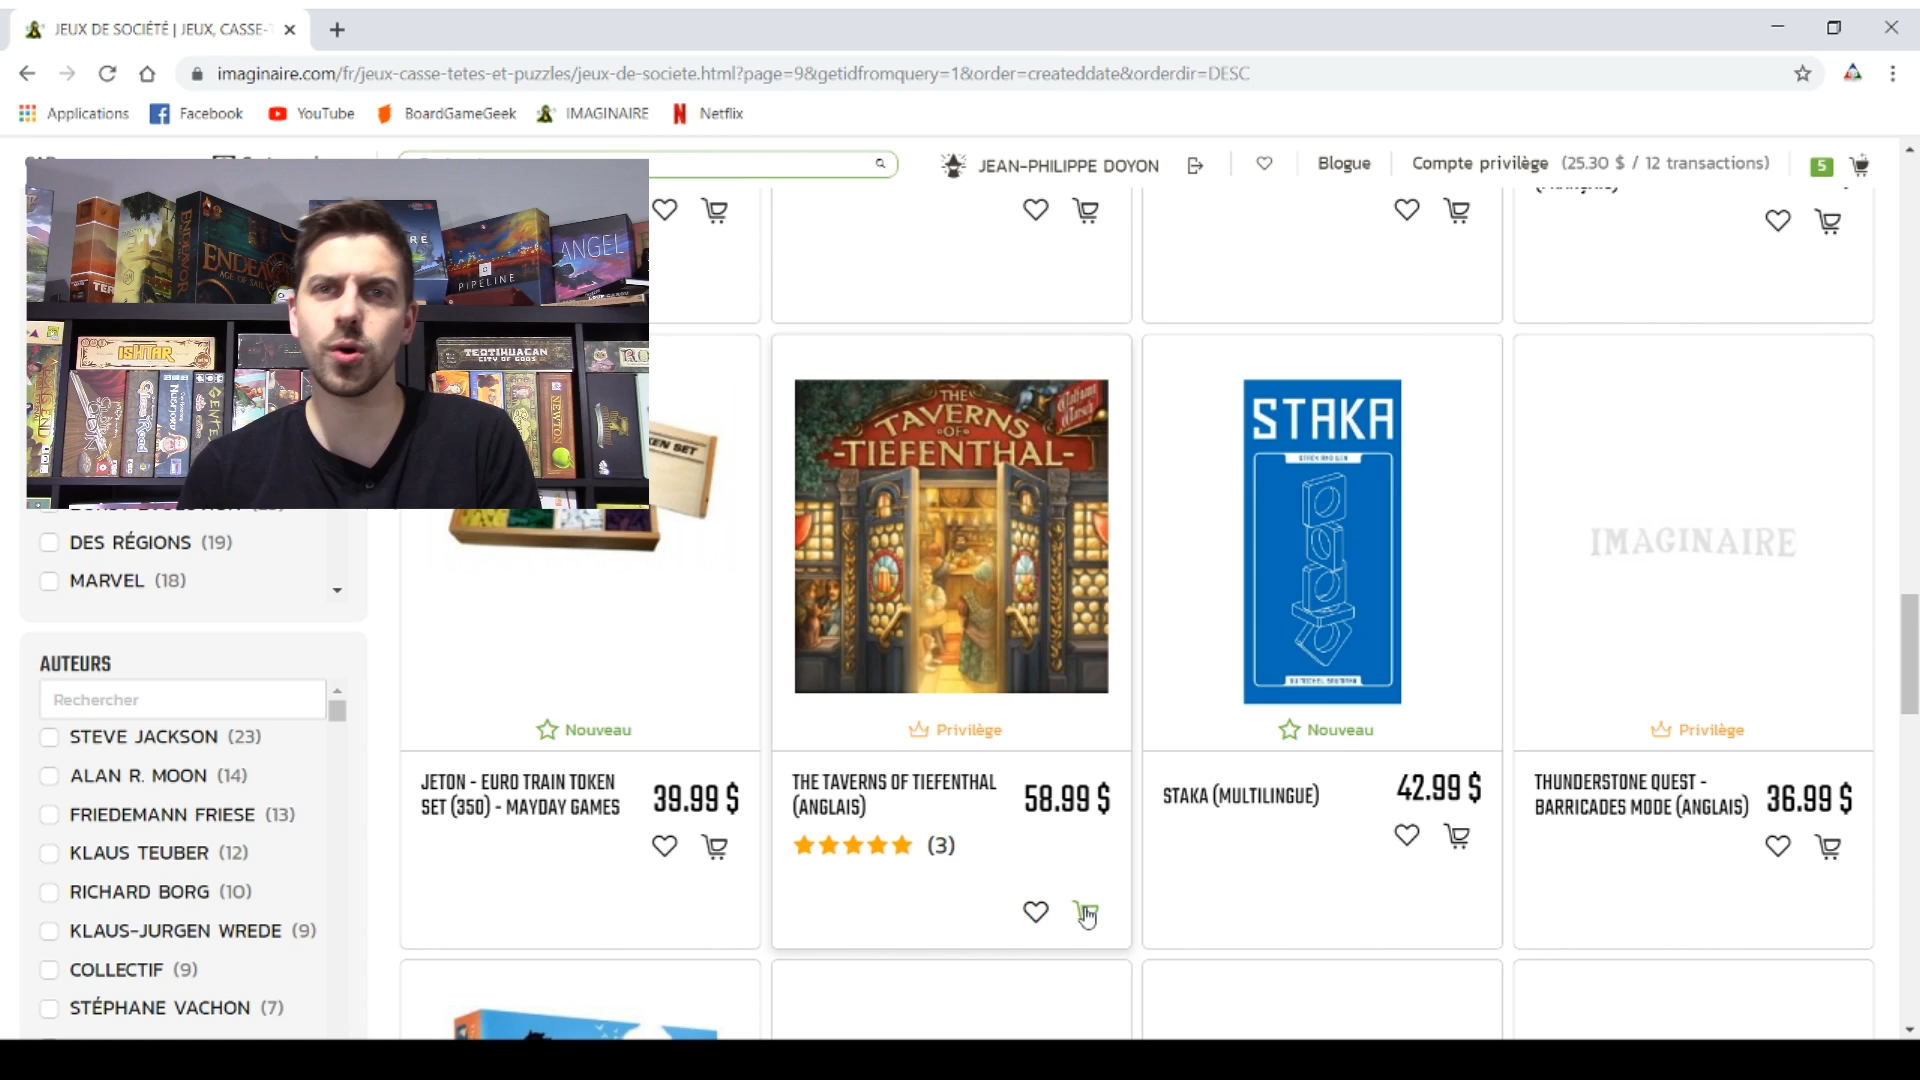 JEUX DE SOCIÉTÉ | JEUX, CASSE-T
imaginaire.com/fr/jeux-casse-tetes-et-puzzles/jeux-de-societe.html?page=9&getidfromquery=1&order=createddate&orderdir=DESC
Applications Facebook YouTube BoardGameGeek IMAGINAIRE Netflix
JEAN-PHILIPPE DOYON Blogue Compte privilège (25.30 $ / 12 transactions) 5
ENDEAVOR
AGE OF SAIL
PIPELINE
ANGEL
ISHTAR
TEOTIHUACAN
CITY OF GODS
NEWTON
KEN SET
THE
TAVERNS
OF
-TIEFENTHAL-
STAKA
IMAGINAIRE
DES RÉGIONS (19)
MARVEL (18)
AUTEURS
Rechercher
STEVE JACKSON (23)
ALAN R. MOON (14)
FRIEDEMANN FRIESE (13)
KLAUS TEUBER (12)
RICHARD BORG (10)
KLAUS-JURGEN WREDE (9)
COLLECTIF (9)
STÉPHANE VACHON (7)
Nouveau
JETON - EURO TRAIN TOKEN
SET (350) - MAYDAY GAMES
39.99 $
Privilège
THE TAVERNS OF TIEFENTHAL
(ANGLAIS)
58.99 $
(3)
Nouveau
STAKA (MULTILINGUE)
42.99 $
Privilège
THUNDERSTONE QUEST -
BARRICADES MODE (ANGLAIS)
36.99 $